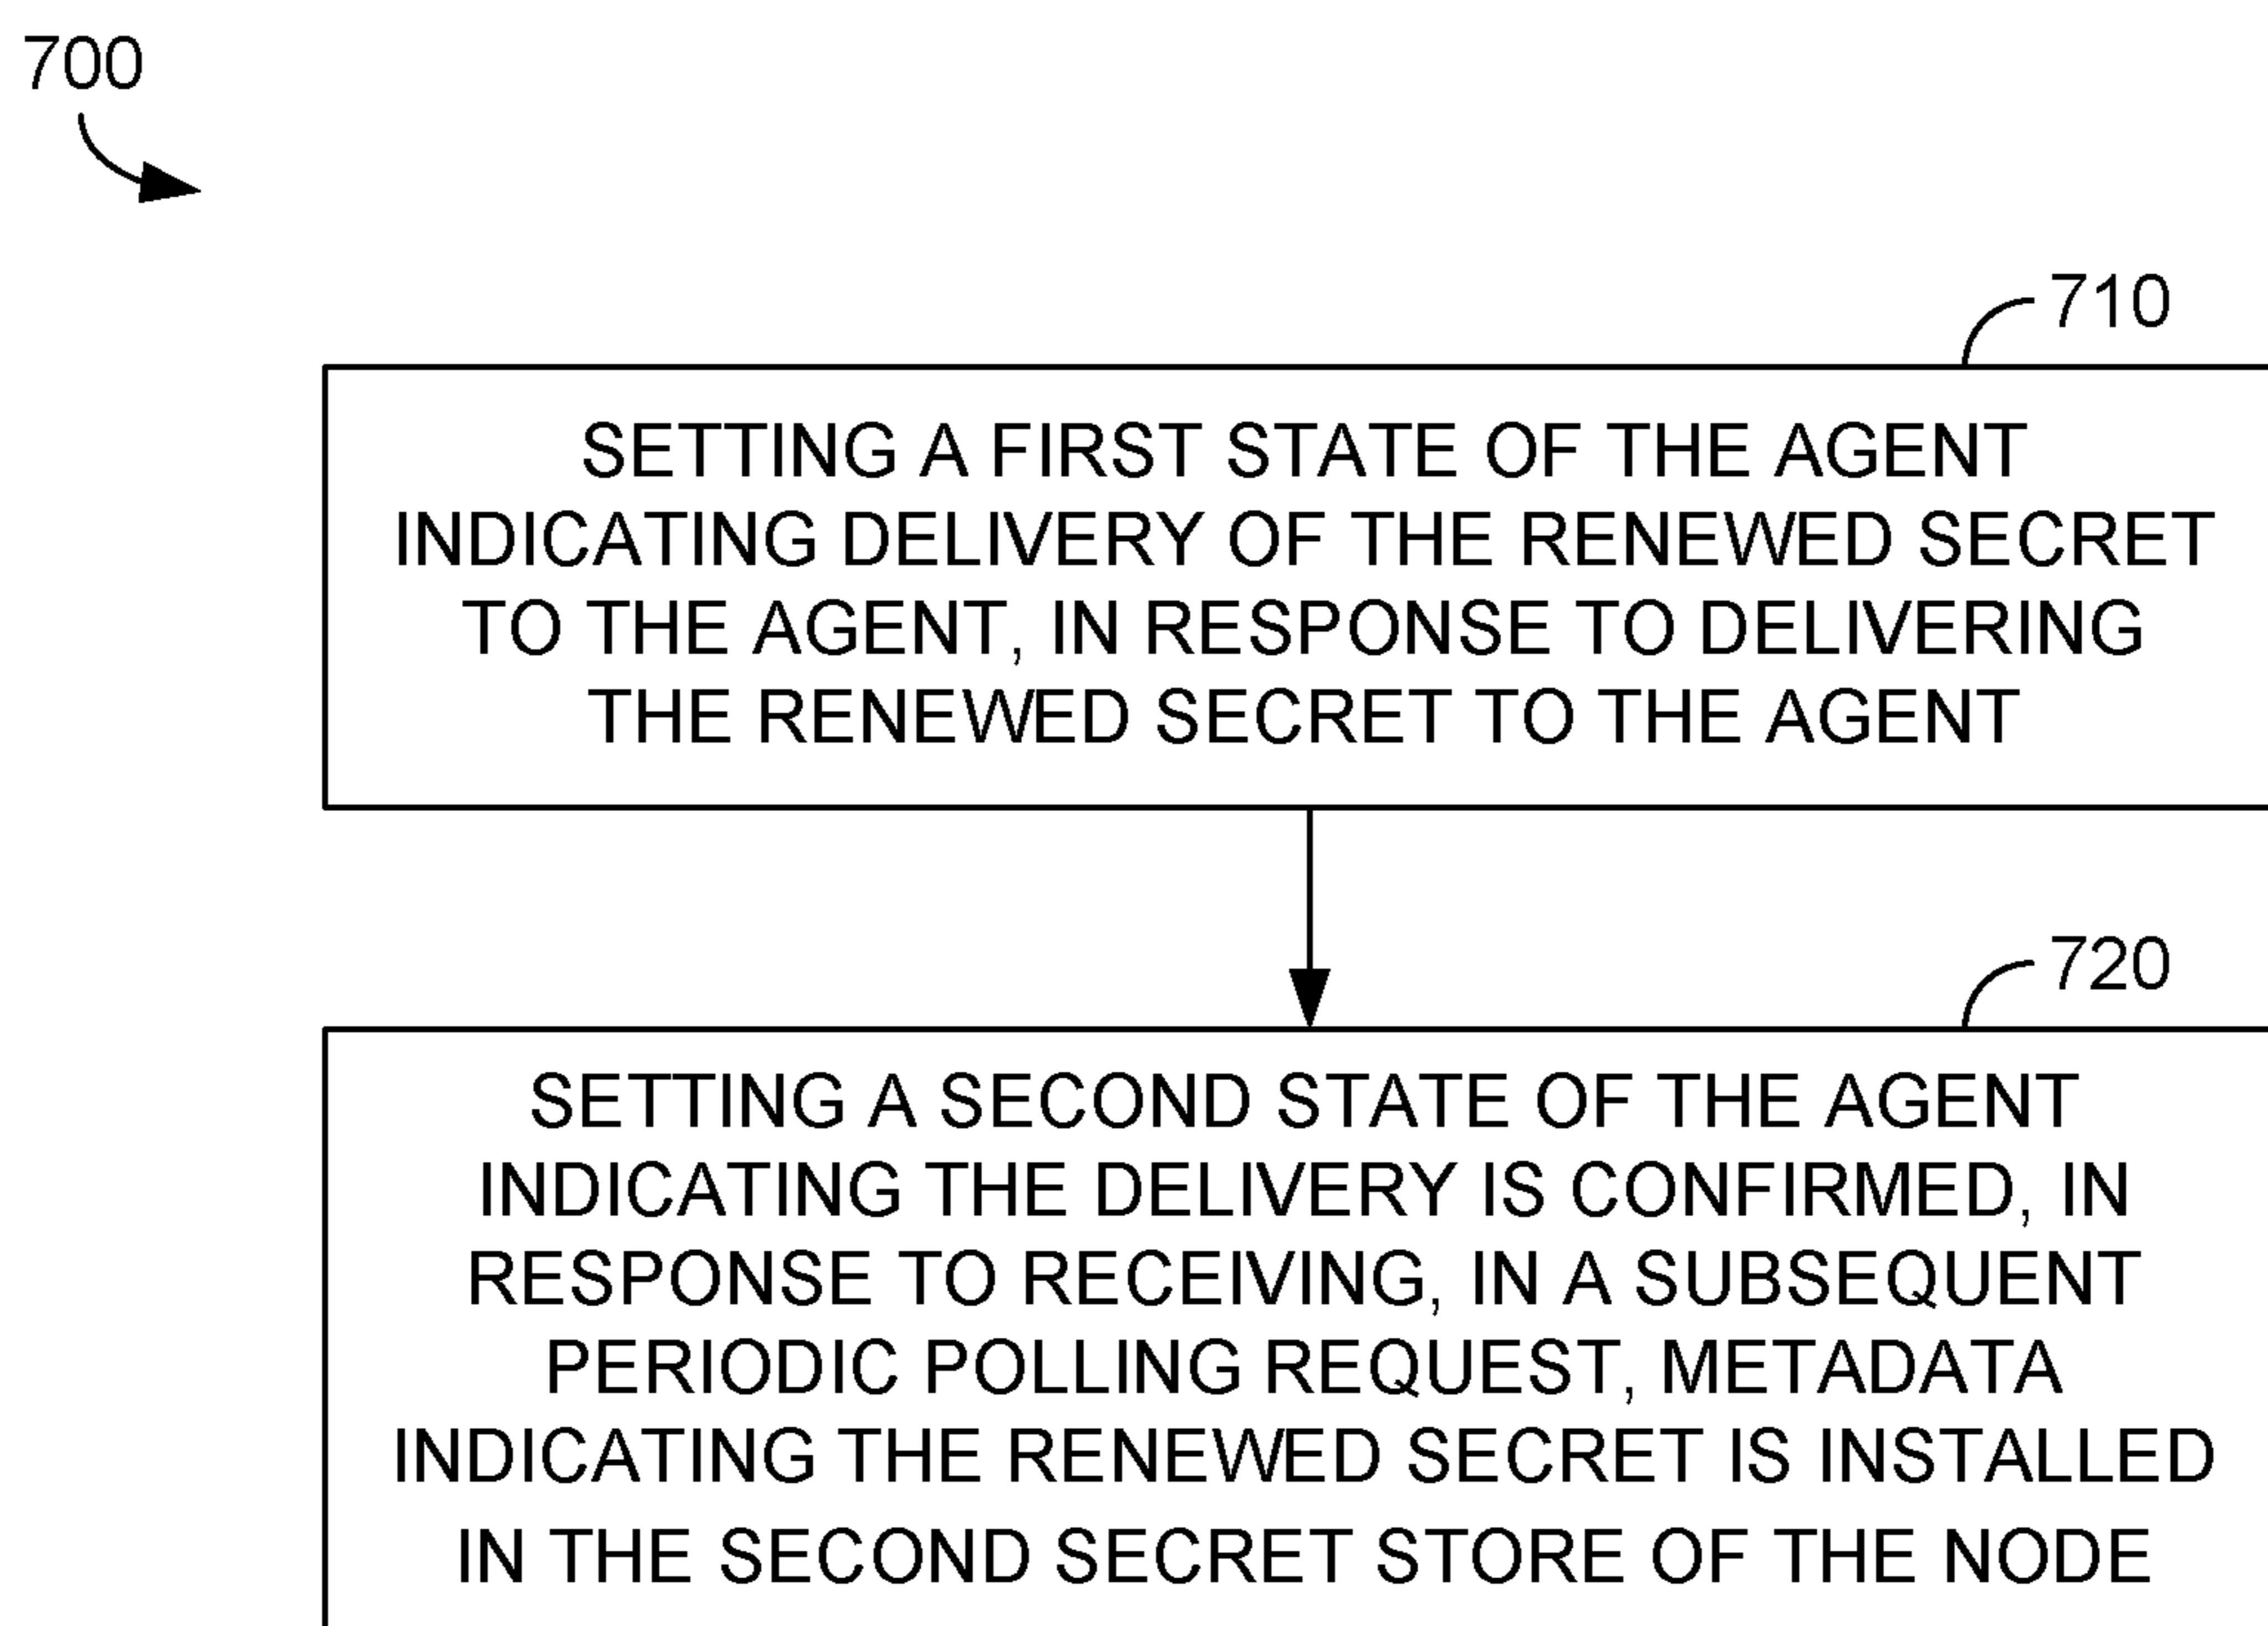 700
710
SETTING A FIRST STATE OF THE AGENT
INDICATING DELIVERY OF THE RENEWED SECRET
TO THE AGENT, IN RESPONSE TO DELIVERING
THE RENEWED SECRET TO THE AGENT
720
SETTING A SECOND STATE OF THE AGENT
INDICATING THE DELIVERY IS CONFIRMED, IN
RESPONSE TO RECEIVING, IN A SUBSEQUENT
PERIODIC POLLING REQUEST, METADATA
INDICATING THE RENEWED SECRET IS INSTALLED
IN THE SECOND SECRET STORE OF THE NODE